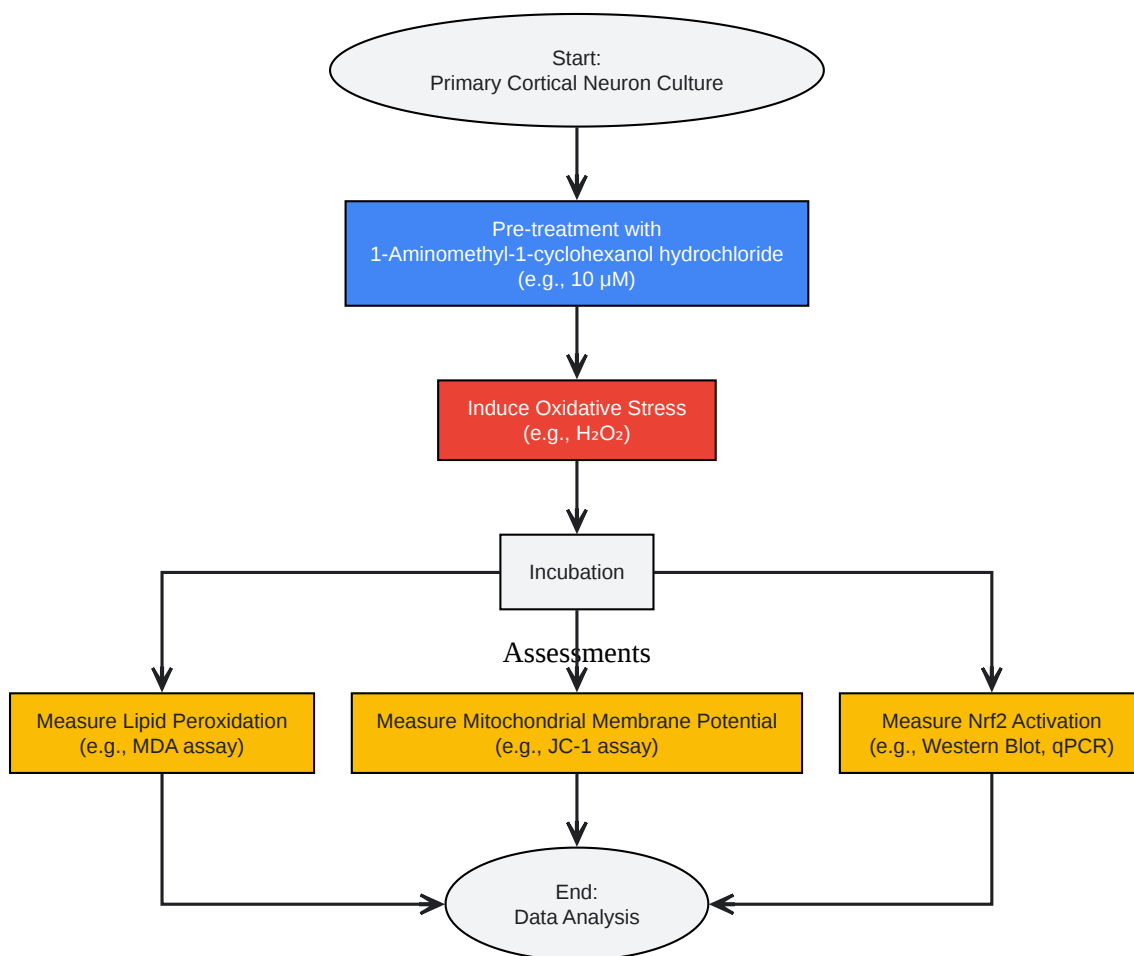 Start:
Primary Cortical Neuron Culture
Pre-treatment with
1-Aminomethyl-1-cyclohexanol hydrochloride
(e.g., 10 μM)
Induce Oxidative Stress
(e.g., H₂O₂)
Incubation
Assessments
Measure Lipid Peroxidation
(e.g., MDA assay)
Measure Mitochondrial Membrane Potential
(e.g., JC-1 assay)
Measure Nrf2 Activation
(e.g., Western Blot, qPCR)
End:
Data Analysis